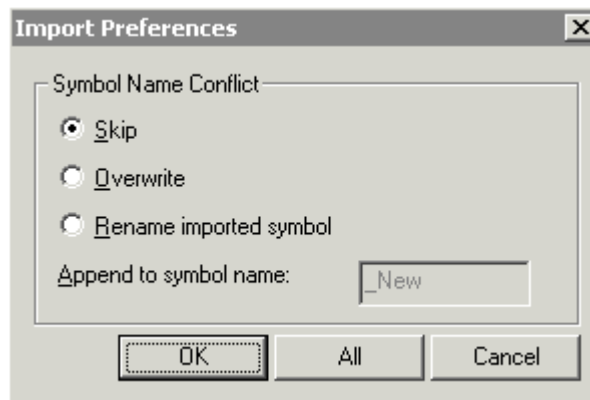 Import Preferences
Symbol Name Conflict
Skip
Overwrite
Rename imported symbol
Append to symbol name: _New
OK All Cancel